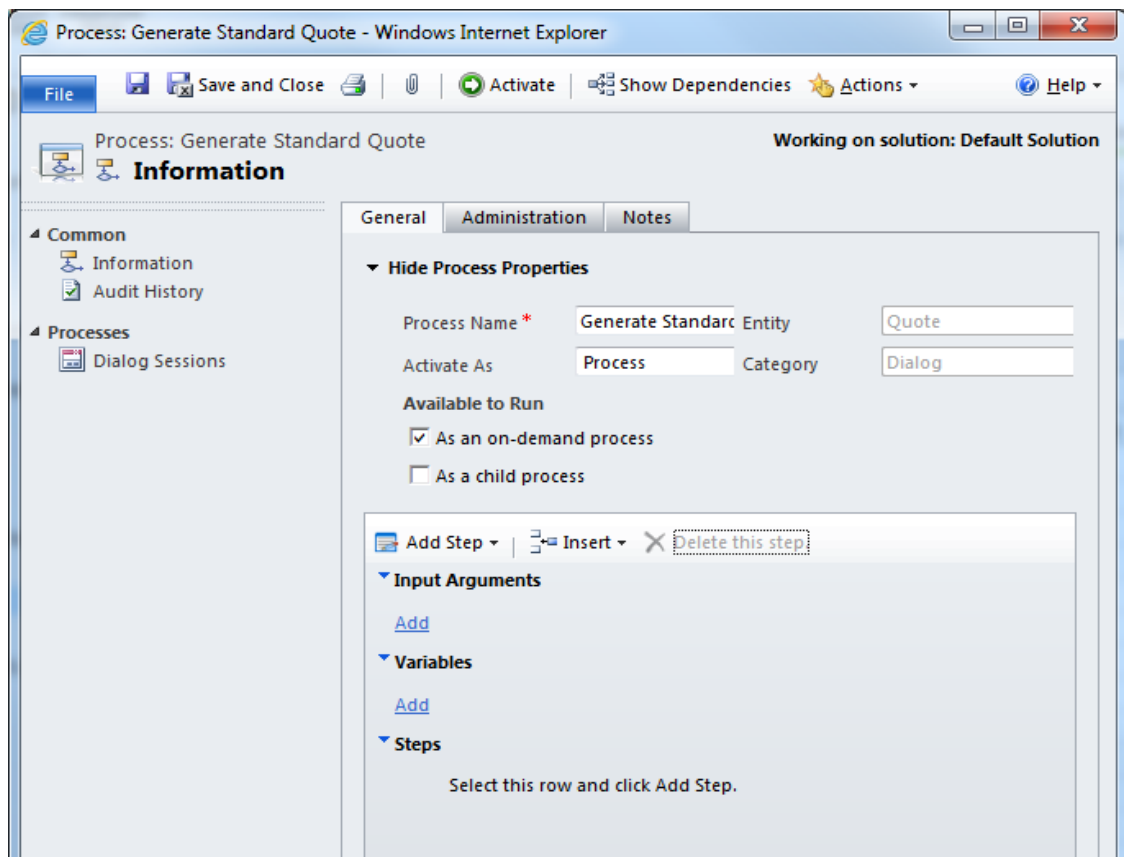 Process: Generate Standard Quote - Windows Internet Explorer
File Save and Close Activate Show Dependencies Actions Help
Process: Generate Standard Quote
Working on solution: Default Solution
Information
General Administration Notes
Common
Information
Audit History
Processes
Dialog Sessions
Hide Process Properties
Process Name * Generate Standard Entity Quote
Activate As Process Category Dialog
Available to Run
As an on-demand process
As a child process
Add Step Insert Delete this step
Input Arguments
Add
Variables
Add
Steps
Select this row and click Add Step.